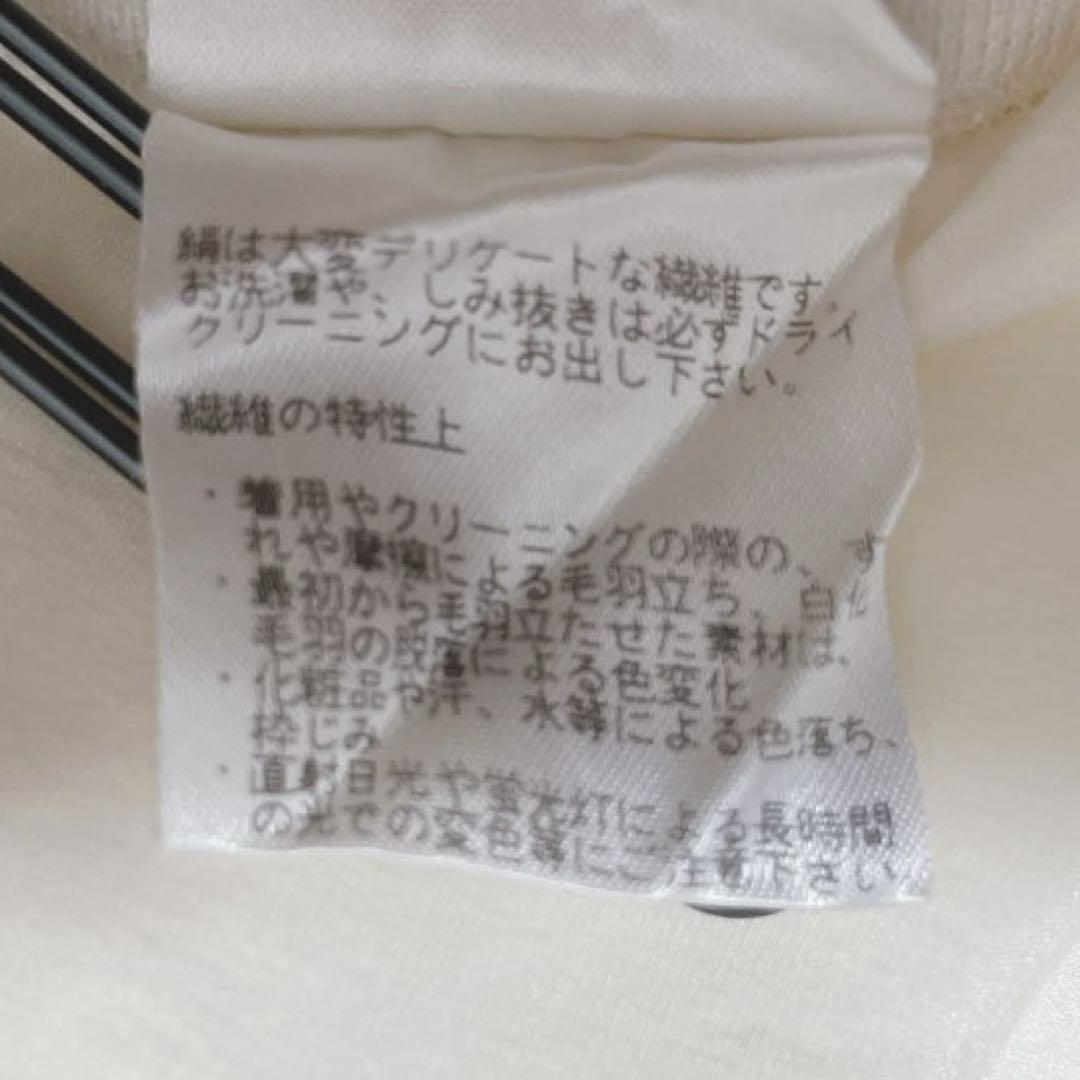 絹は大変デリケートな繊維です。
お洗濯や、しみ抜きは必ずドライ
クリーニングにお出し下さい。
繊維の特性上
・着用やクリーニングの際の、す
れや摩擦による毛羽立ち、白化
・最初から毛羽立たせた素材は、
毛羽の脱落による色変化
・化粧品や汗、水等による色落ち、
枠じみ
・直射日光や蛍光灯による長時間
の光での変色等にご注意下さい